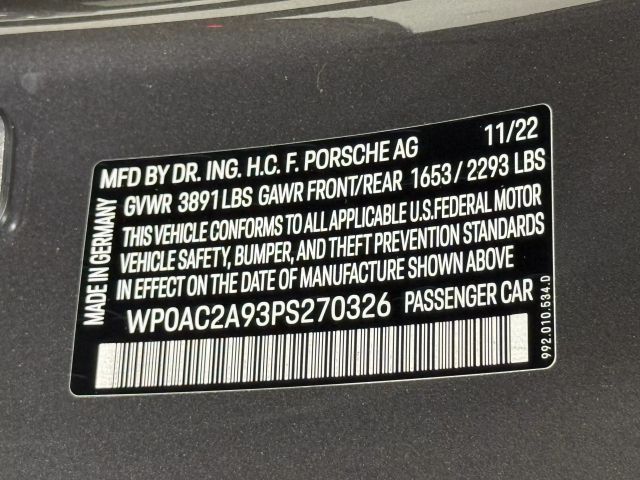 MFD BY DR. ING. H.C. F. PORSCHE AG 11/22
GVWR 3891 LBS GAWR FRONT/REAR 1653 / 2293 LBS
THIS VEHICLE CONFORMS TO ALL APPLICABLE U.S. FEDERAL MOTOR
VEHICLE SAFETY, BUMPER, AND THEFT PREVENTION STANDARDS
IN EFFECT ON THE DATE OF MANUFACTURE SHOWN ABOVE
WP0AC2A93PS270326 PASSENGER CAR
MADE IN GERMANY
992.010.534.D